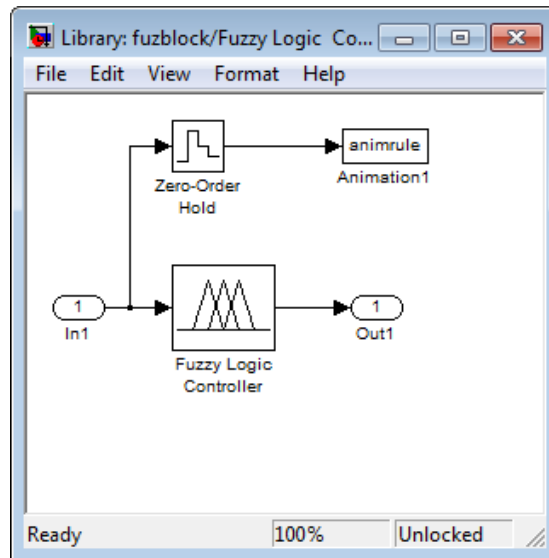 Library: fuzblock/Fuzzy Logic Co...
File Edit View Format Help
animrule
Zero-Order
Hold
Animation1
1
In1
1
Out1
Fuzzy Logic
Controller
Ready 100% Unlocked